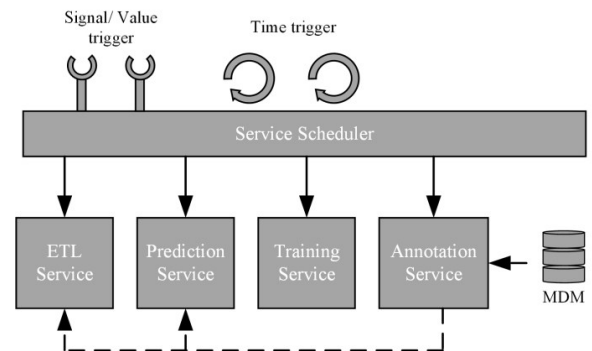 Signal/ Value
trigger
Time trigger
Service Scheduler
ETL
Service
Prediction
Service
Training
Service
Annotation
Service
MDM